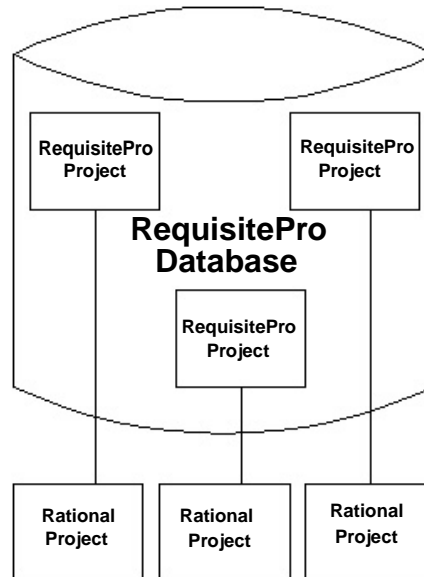 RequisitePro
Project
RequisitePro
Project
RequisitePro
Database
RequisitePro
Project
Rational
Project
Rational
Project
Rational
Project